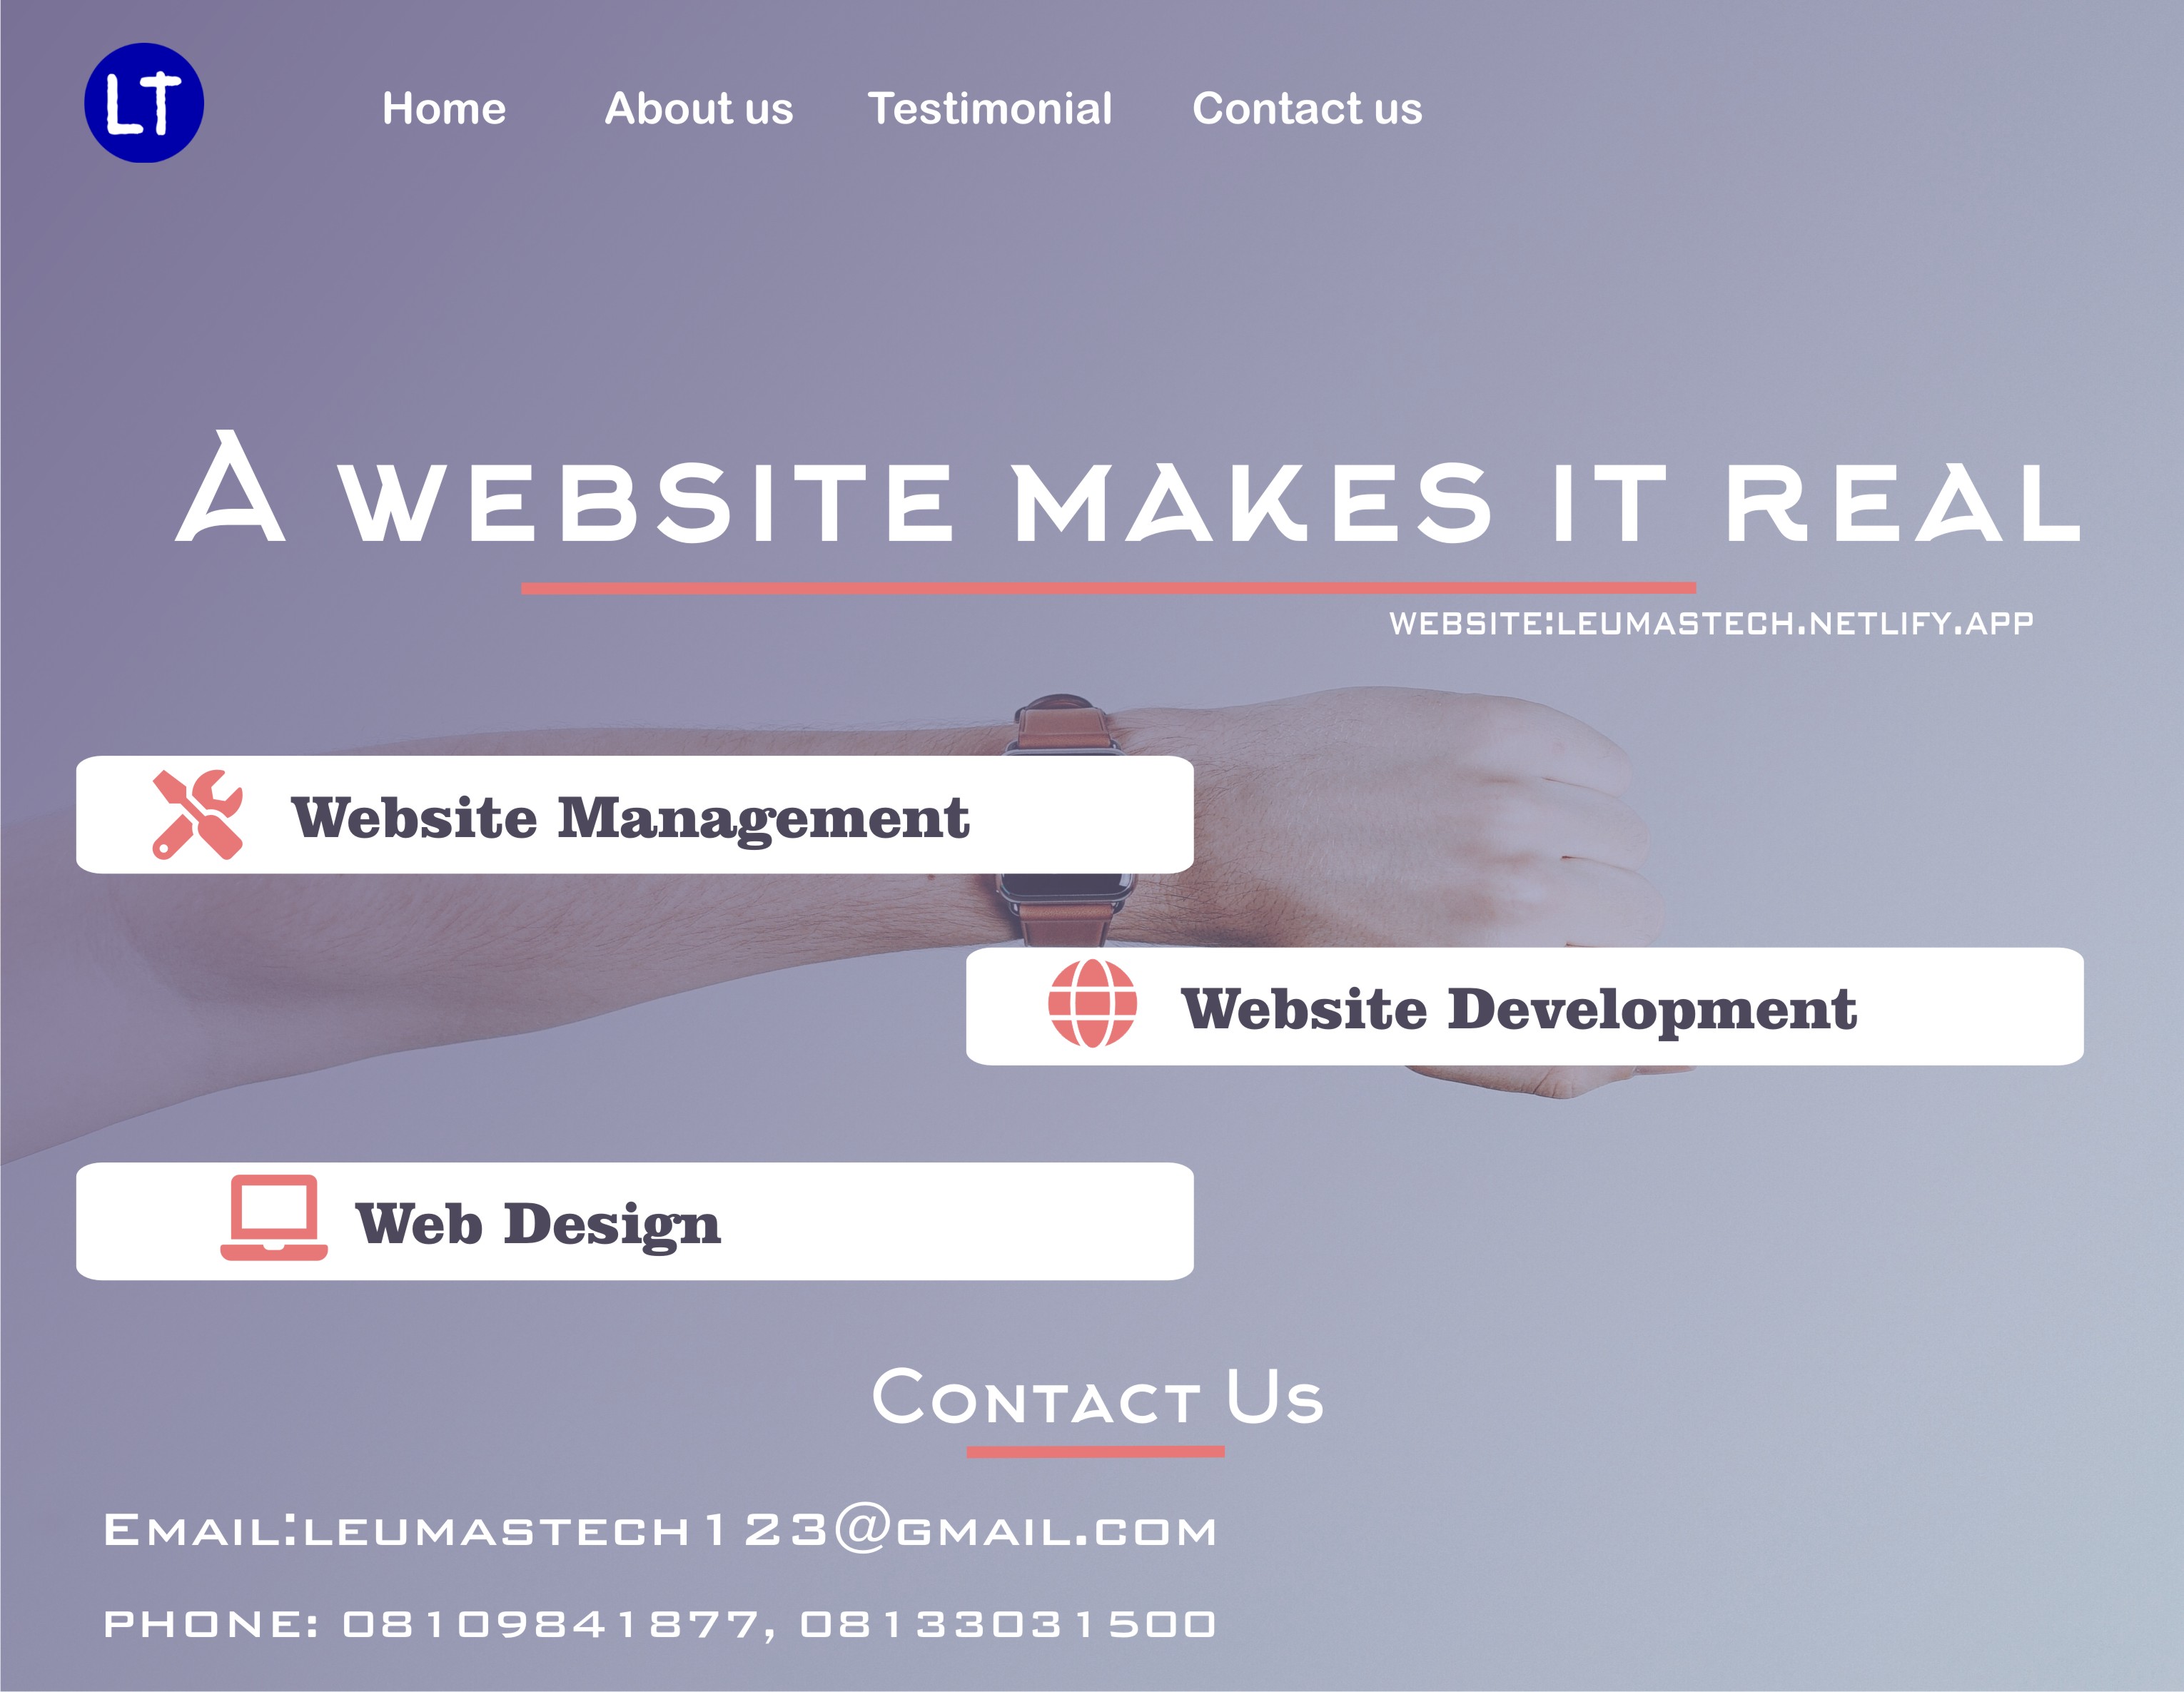 LT
Home About us Testimonial Contact us
A WEBSITE MAKES IT REAL
WEBSITE:LEUMASTECH.NETLIFY.APP
Website Management
Website Development
Web Design
CONTACT US
EMAIL:LEUMASTECH123@GMAIL.COM
PHONE: 08109841877, 08133031500